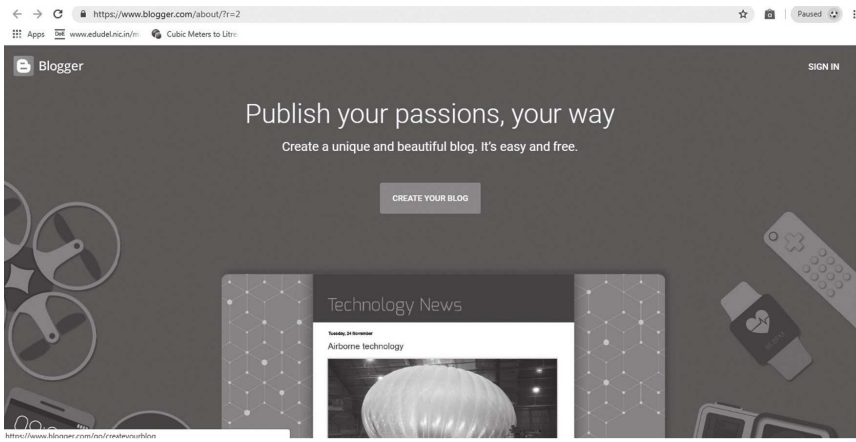 https://www.blogger.com/about/?r=2
Paused
Apps
www.edudel.nic.in/m
Cubic Meters to Litre
Blogger
SIGN IN
Publish your passions, your way
Create a unique and beautiful blog. It's easy and free.
CREATE YOUR BLOG
Technology News
Tuesday, 24 November
Airborne technology
https://www.blogger.com/go/createyourblog